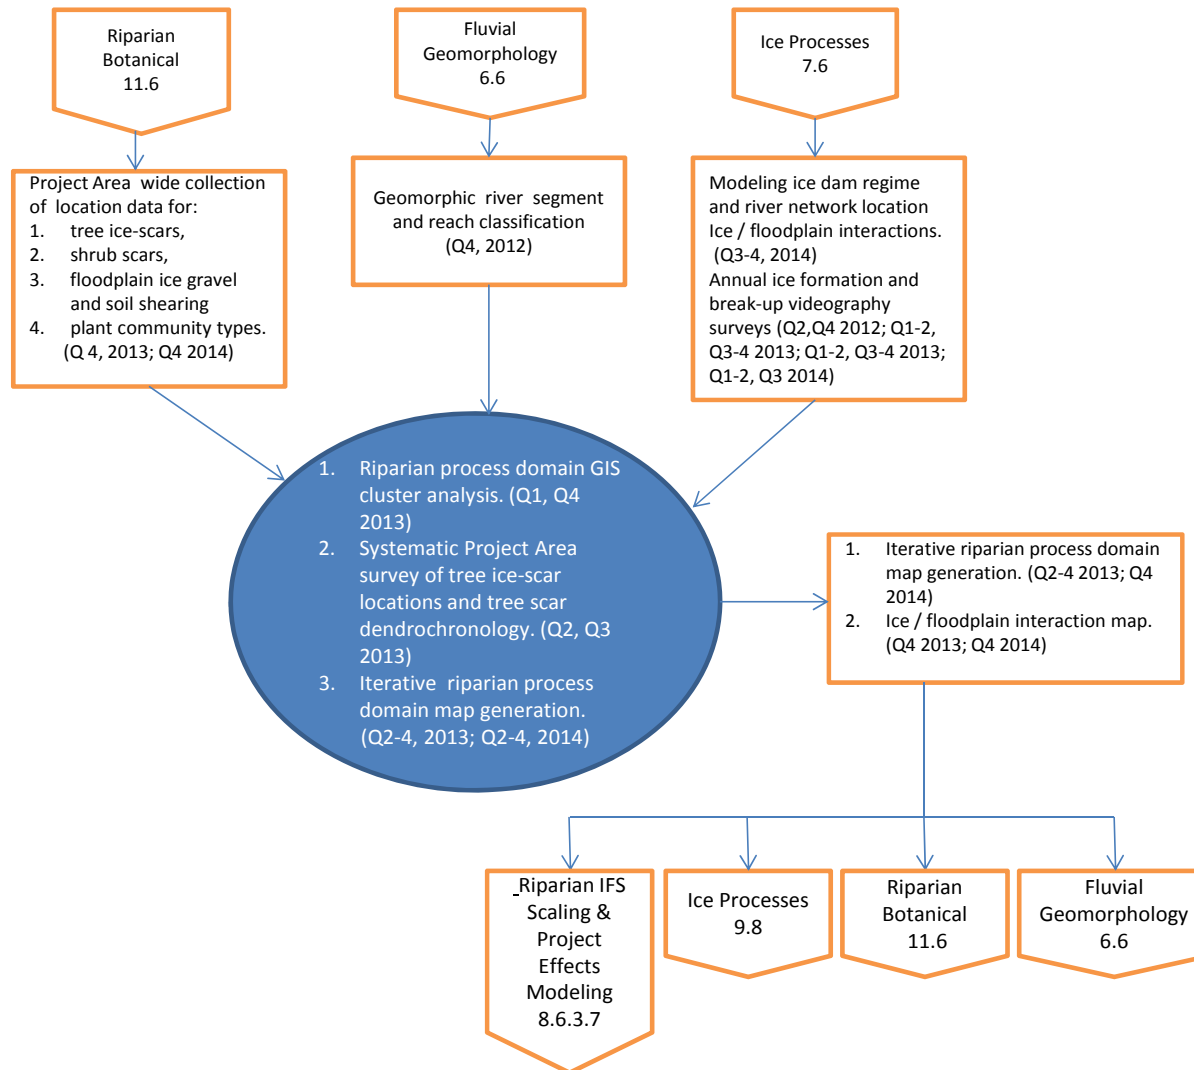 Riparian
Botanical
11.6
Fluvial
Geomorphology
6.6
Ice Processes
7.6
Project Area wide collection
of location data for:
1. tree ice-scars,
2. shrub scars,
3. floodplain ice gravel
and soil shearing
4. plant community types.
(Q 4, 2013; Q4 2014)
Geomorphic river segment
and reach classification
(Q4, 2012)
Modeling ice dam regime
and river network location
Ice / floodplain interactions.
(Q3-4, 2014)
Annual ice formation and
break-up videography
surveys (Q2,Q4 2012; Q1-2,
Q3-4 2013; Q1-2, Q3-4 2013;
Q1-2, Q3 2014)
1. Riparian process domain GIS
cluster analysis. (Q1, Q4
2013)
2. Systematic Project Area
survey of tree ice-scar
locations and tree scar
dendrochronology. (Q2, Q3
2013)
3. Iterative riparian process
domain map generation.
(Q2-4, 2013; Q2-4, 2014)
1. Iterative riparian process domain
map generation. (Q2-4 2013; Q4
2014)
2. Ice / floodplain interaction map.
(Q4 2013; Q4 2014)
_Riparian IFS
Scaling &
Project
Effects
Modeling
8.6.3.7
Ice Processes
9.8
Riparian
Botanical
11.6
Fluvial
Geomorphology
6.6